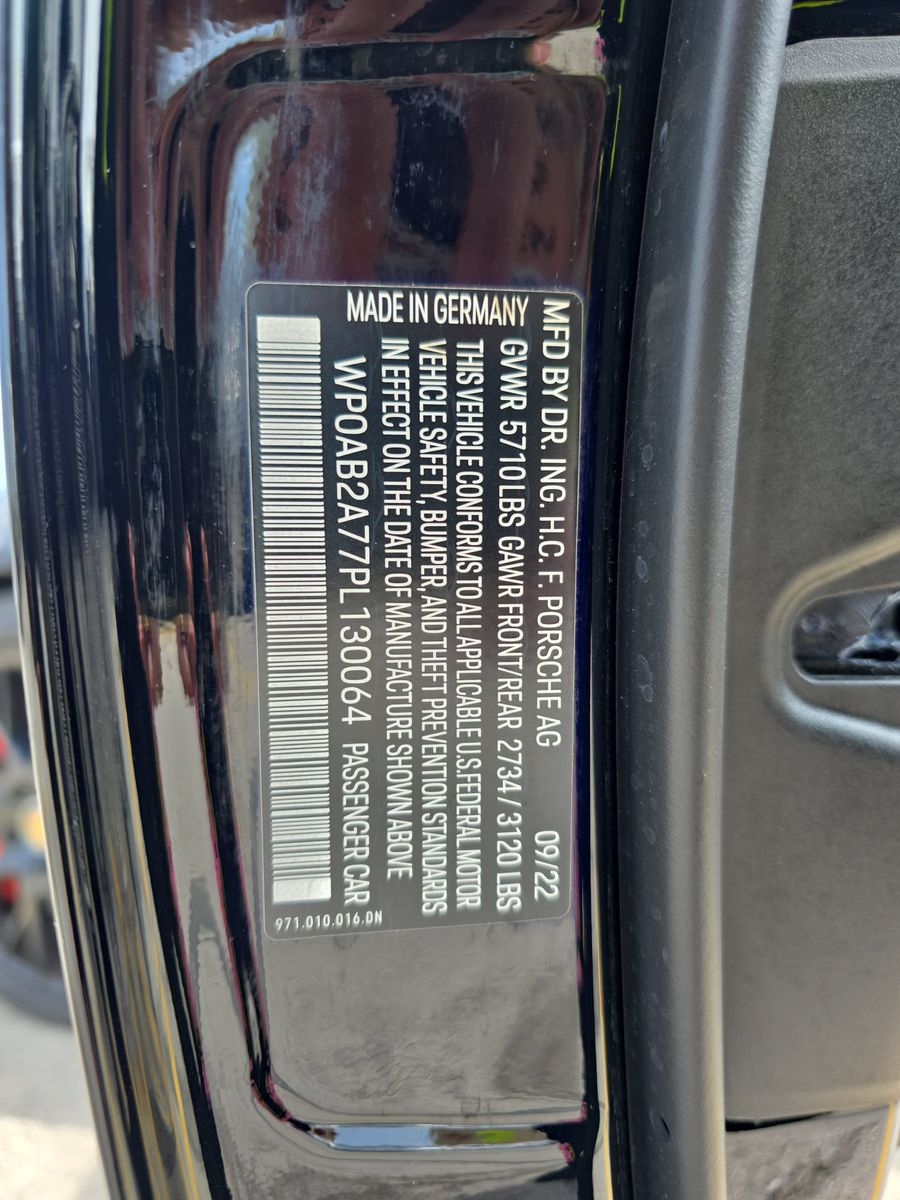 MFD BY DR. ING. H.C. F. PORSCHE AG 09/22
GVWR 5710LBS GAWR FRONT/REAR 2734/3120 LBS
THIS VEHICLE CONFORMS TO ALL APPLICABLE U.S.FEDERAL MOTOR
VEHICLE SAFETY, BUMPER, AND THEFT PREVENTION STANDARDS
IN EFFECT ON THE DATE OF MANUFACTURE SHOWN ABOVE
MADE IN GERMANY
WP0AB2A77PL130064 PASSENGER CAR
971.010.016.DN